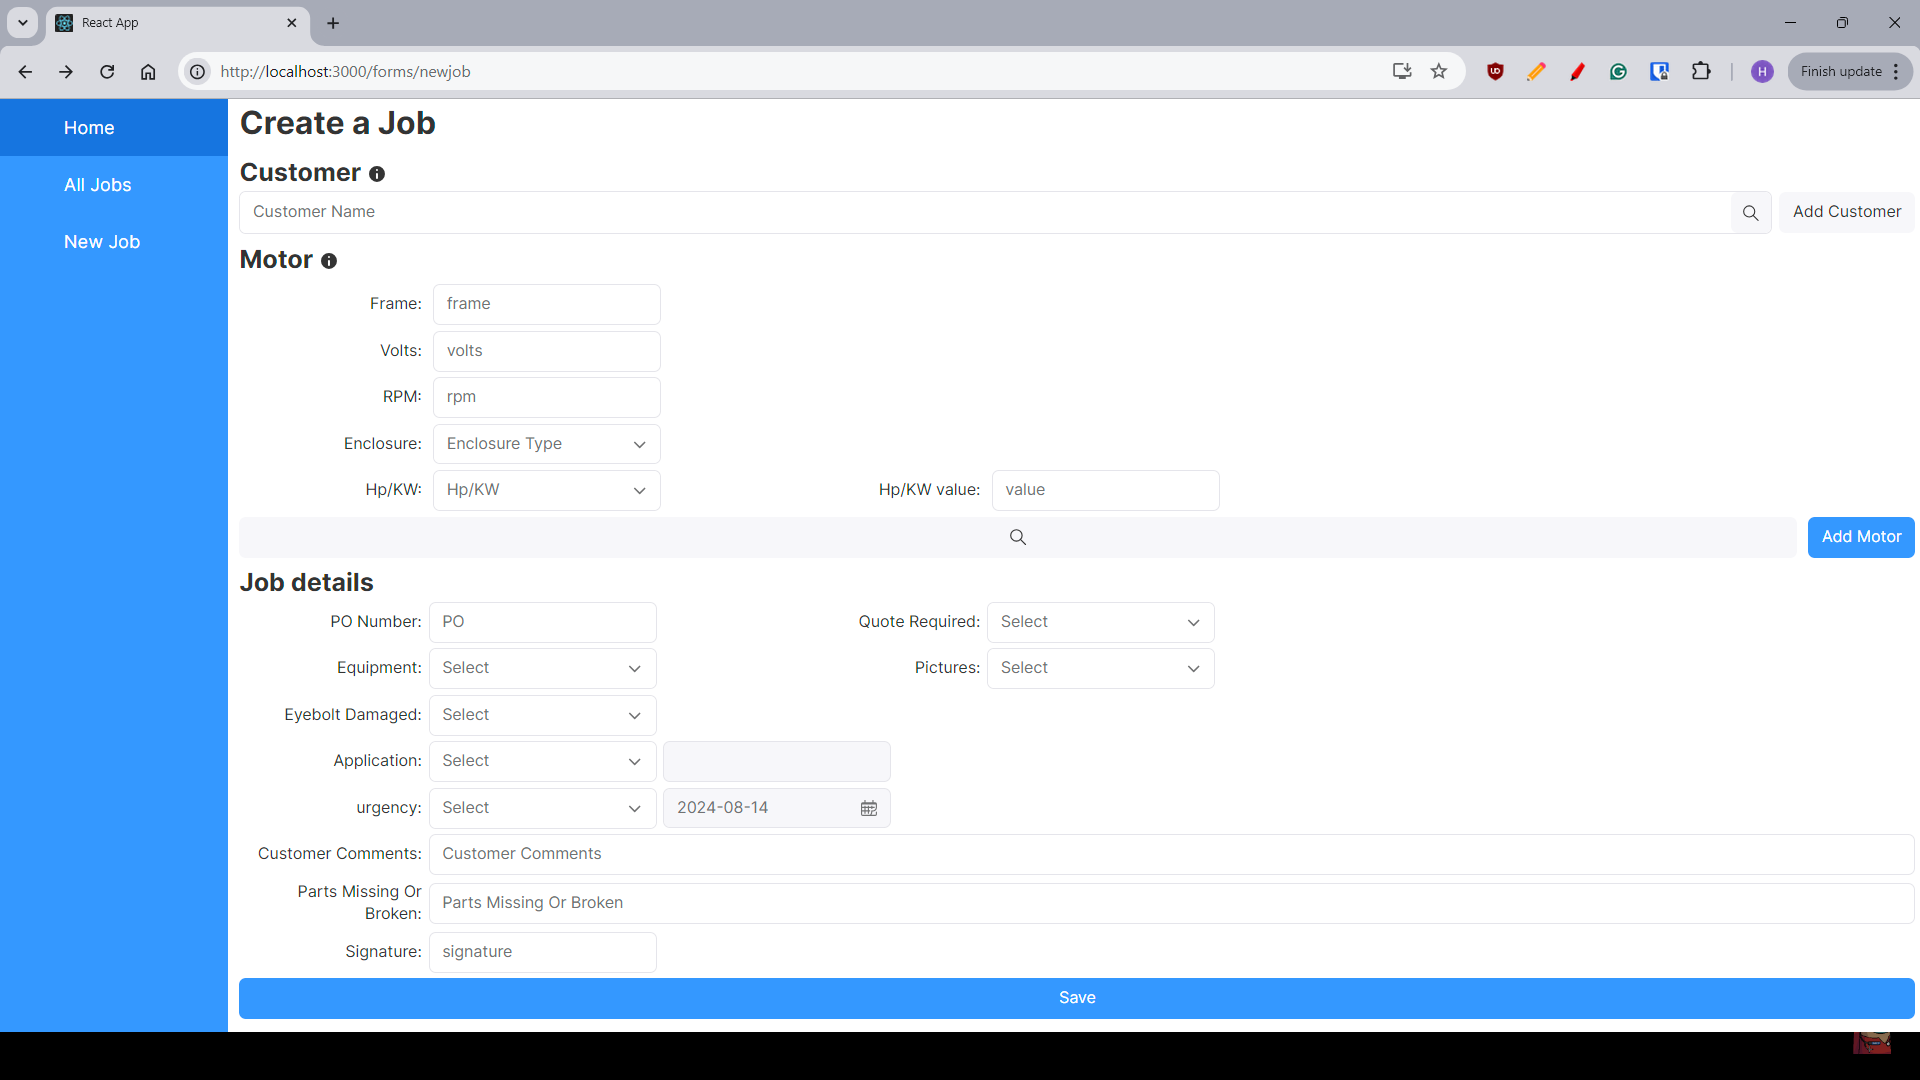 React App
http://localhost:3000/forms/newjob
H
Finish update
Home
All Jobs
New Job
Create a Job
Customer
Customer Name
Add Customer
Motor
Frame: frame
Volts: volts
RPM: rpm
Enclosure: Enclosure Type
Hp/KW: Hp/KW Hp/KW value: value
Add Motor
Job details
PO Number: PO Quote Required: Select
Equipment: Select Pictures: Select
Eyebolt Damaged: Select
Application: Select
urgency: Select 2024-08-14
Customer Comments: Customer Comments
Parts Missing Or
Broken: Parts Missing Or Broken
Signature: signature
Save